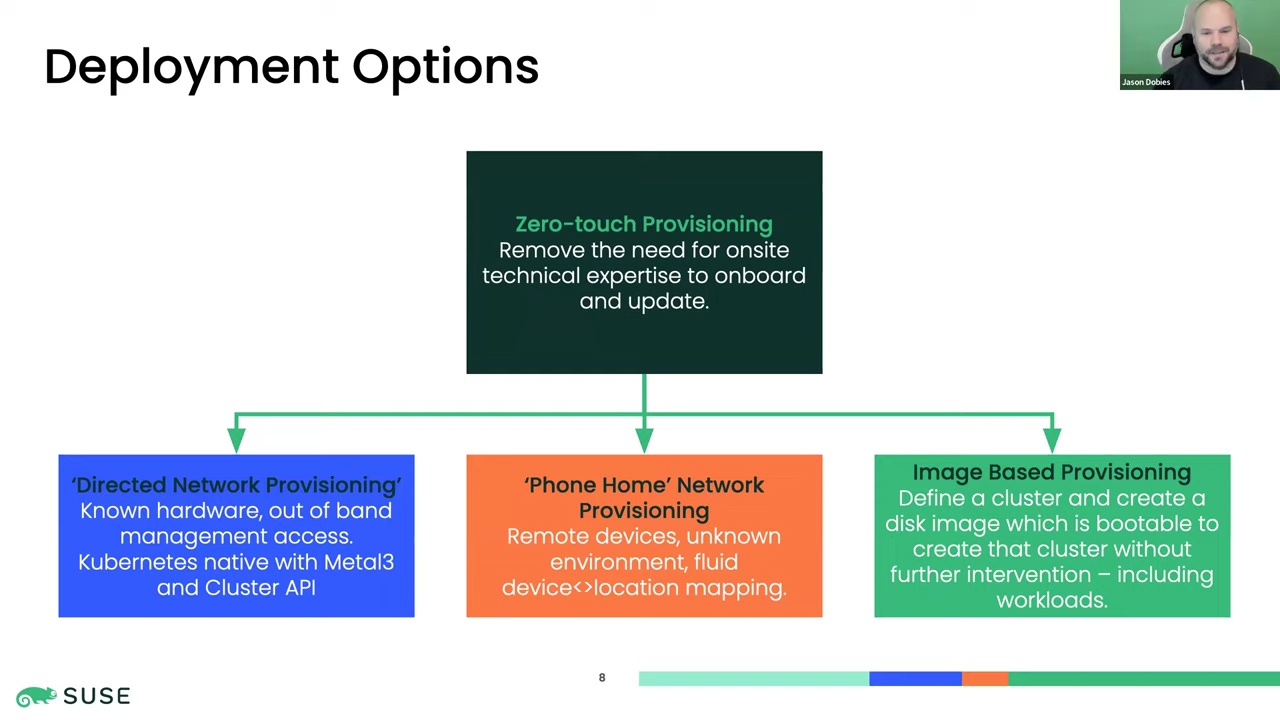 Deployment Options
Jason Dobies
Zero-touch Provisioning
Remove the need for onsite
technical expertise to onboard
and update.
‘Directed Network Provisioning’
Known hardware, out of band
management access.
Kubernetes native with Metal3
and Cluster API
‘Phone Home’ Network
Provisioning
Remote devices, unknown
environment, fluid
device<>location mapping.
Image Based Provisioning
Define a cluster and create a
disk image which is bootable to
create that cluster without
further intervention – including
workloads.
8
SUSE